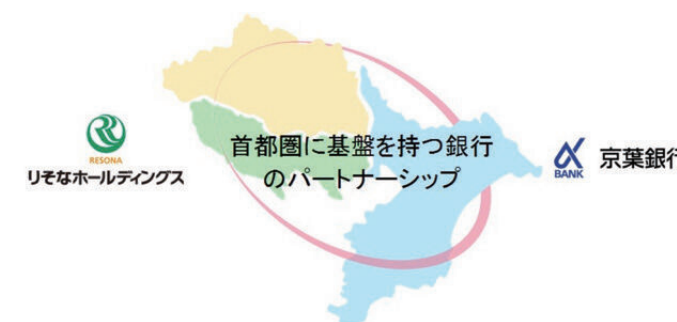 首都圏に基盤を持つ銀行
のパートナーシップ
RESONA
りそなホールディングス
BANK
京葉銀行